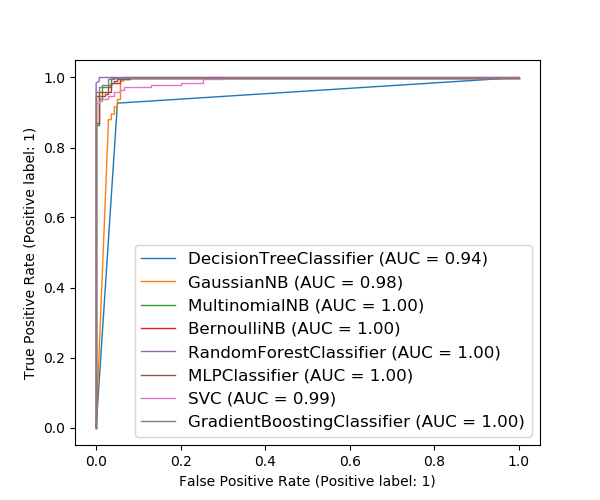 1.0
0.8
0.6
0.4
0.2
0.0
True Positive Rate (Positive label: 1)
DecisionTreeClassifier (AUC = 0.94)
GaussianNB (AUC = 0.98)
MultinomialNB (AUC = 1.00)
BernoulliNB (AUC = 1.00)
RandomForestClassifier (AUC = 1.00)
MLPClassifier (AUC = 1.00)
SVC (AUC = 0.99)
GradientBoostingClassifier (AUC = 1.00)
0.0 0.2 0.4 0.6 0.8 1.0
False Positive Rate (Positive label: 1)